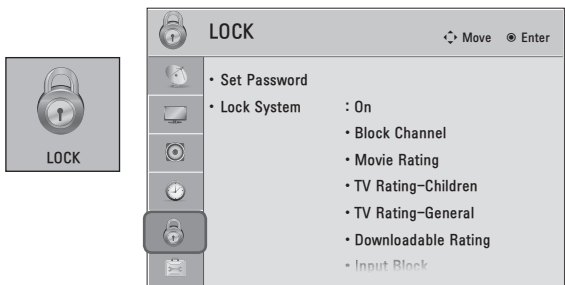 LOCK
LOCK
Move
Enter
• Set Password
• Lock System : On
• Block Channel
• Movie Rating
• TV Rating-Children
• TV Rating-General
• Downloadable Rating
• Input Block